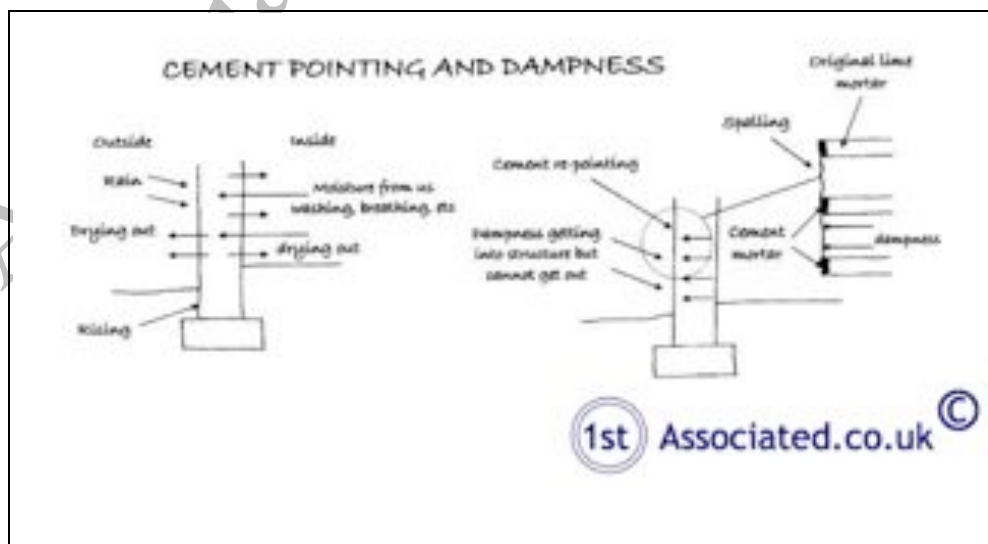 CEMENT POINTING AND DAMPNESS
Outside
Inside
Rain
Moisture from us
washing, breathing, etc
Drying out
drying out
Rising
Original lime
mortar
Spalling
Cement re-pointing
Dampness getting
into structure but
cannot get out
Cement
mortar
dampness
1st Associated.co.uk ©